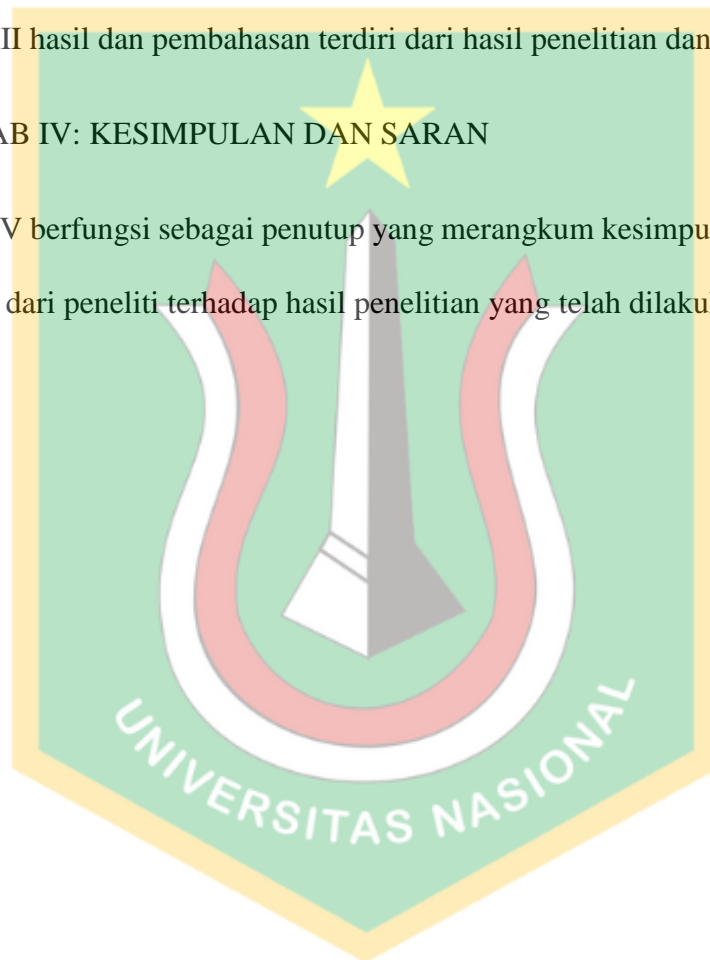 II hasil dan pembahasan terdiri dari hasil penelitian dan
AB IV: KESIMPULAN DAN SARAN
V berfungsi sebagai penutup yang merangkum kesimpu
dari peneliti terhadap hasil penelitian yang telah dilaku
UNIVERSITAS NASIONAL